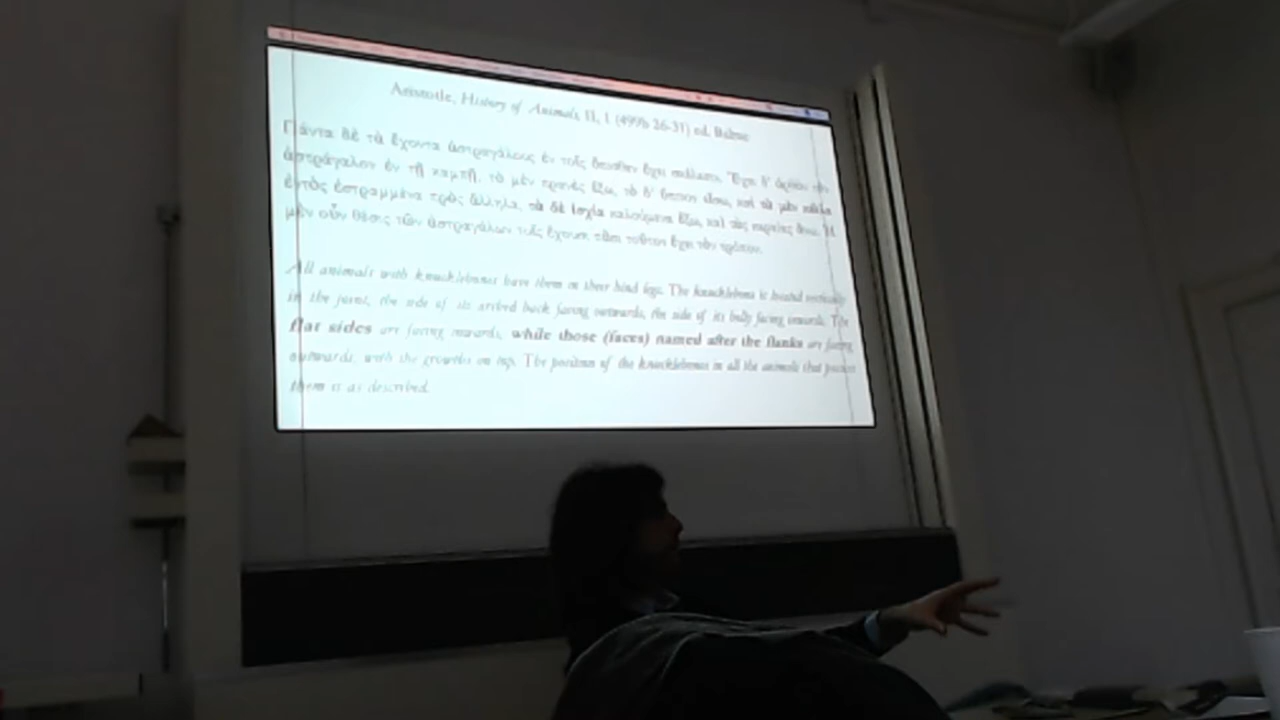 Aristotle, History of Animals, II, 1 (499b 26-31) ed. Balme
Πάντα δὲ τὰ ἔχοντα ἀστραγάλους ἐν τοῖς ὄπισθεν ἔχει σκέλεσιν. Ἔχει δ' ὀρθὸν τὸν
ἀστράγαλον ἐν τῇ καμπῇ, τὸ μὲν πρανὲς ἔξω, τὸ δ' ὕπτιον εἴσω, καὶ τὰ μὲν κῷλα
ἐντὸς ἐστραμμένα πρὸς ἄλληλα, τὰ δὲ ἰσχία καλούμενα ἔξω, καὶ τὰς κεραίας ἄνω. Ἡ
μὲν οὖν θέσις τῶν ἀστραγάλων τοῖς ἔχουσι πᾶσι τοῦτον ἔχει τὸν τρόπον.
All animals with knucklebones have them in their hind legs. The knucklebone is located vertically
in the joint, the side of its arched back facing outwards, the side of its belly facing inwards. The
flat sides are facing inwards, while those (faces) named after the flanks are facing
outwards, with the growths on top. The position of the knucklebones in all the animals that possess
them is as described.